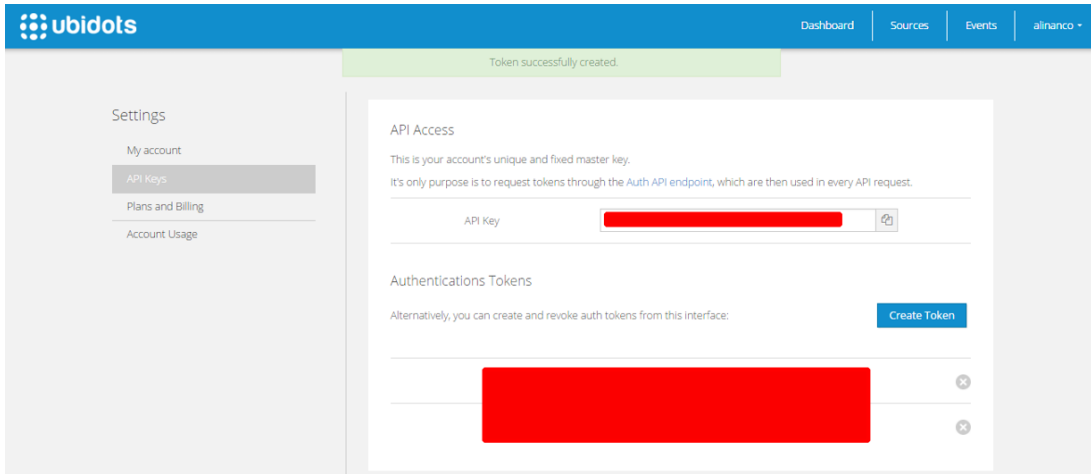 ubidots
Dashboard
Sources
Events
alinanco
Token successfully created.
Settings
My account
API Keys
Plans and Billing
Account Usage
API Access
This is your account's unique and fixed master key.
It's only purpose is to request tokens through the Auth API endpoint, which are then used in every API request.
API Key
Authentications Tokens
Alternatively, you can create and revoke auth tokens from this interface:
Create Token